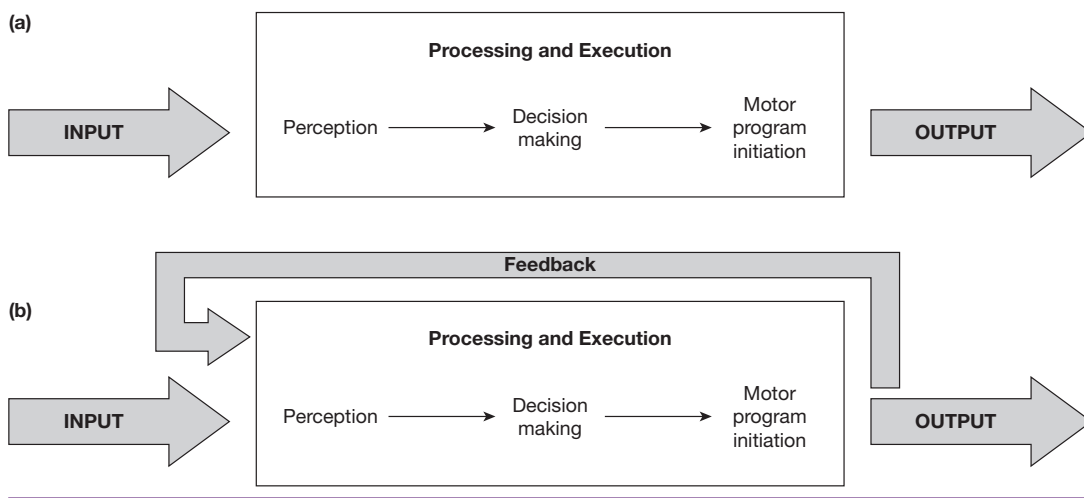 (a)
Processing and Execution
INPUT
Perception
Decision
making
Motor
program
initiation
OUTPUT
Feedback
(b)
Processing and Execution
INPUT
Perception
Decision
making
Motor
program
initiation
OUTPUT